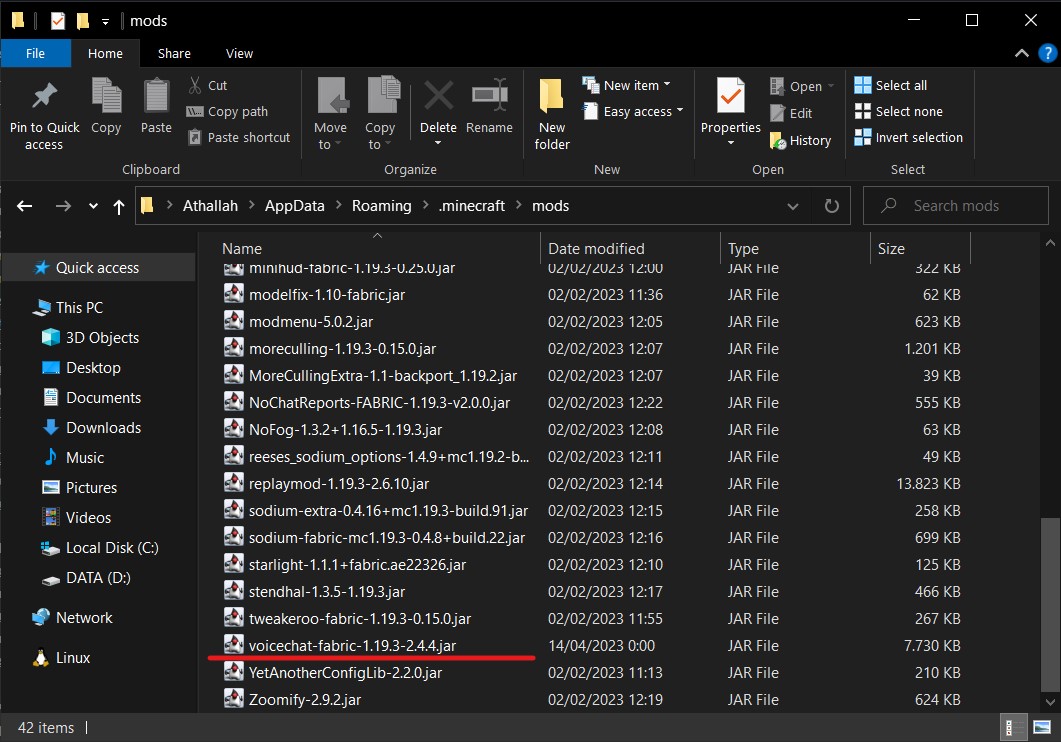 mods
File Home Share View
Pin to Quick access
Copy
Paste
Cut
Copy path
Paste shortcut
Clipboard
Move to
Copy to
Delete
Rename
Organize
New folder
New item
Easy access
New
Properties
Open
Edit
History
Open
Select all
Select none
Invert selection
Select
Athallah > AppData > Roaming > .minecraft > mods
Search mods
Quick access
This PC
3D Objects
Desktop
Documents
Downloads
Music
Pictures
Videos
Local Disk (C:)
DATA (D:)
Network
Linux
Name Date modified Type Size
minihud-fabric-1.19.3-0.25.0.jar 02/02/2023 12:00 JAR File 322 KB
modelfix-1.10-fabric.jar 02/02/2023 11:36 JAR File 62 KB
modmenu-5.0.2.jar 02/02/2023 12:05 JAR File 623 KB
moreculling-1.19.3-0.15.0.jar 02/02/2023 12:07 JAR File 1.201 KB
MoreCullingExtra-1.1-backport_1.19.2.jar 02/02/2023 12:07 JAR File 39 KB
NoChatReports-FABRIC-1.19.3-v2.0.0.jar 02/02/2023 12:22 JAR File 555 KB
NoFog-1.3.2+1.16.5-1.19.3.jar 02/02/2023 12:08 JAR File 63 KB
reeses_sodium_options-1.4.9+mc1.19.2-b... 02/02/2023 12:11 JAR File 49 KB
replaymod-1.19.3-2.6.10.jar 02/02/2023 12:14 JAR File 13.823 KB
sodium-extra-0.4.16+mc1.19.3-build.91.jar 02/02/2023 12:15 JAR File 258 KB
sodium-fabric-mc1.19.3-0.4.8+build.22.jar 02/02/2023 12:16 JAR File 699 KB
starlight-1.1.1+fabric.ae22326.jar 02/02/2023 12:10 JAR File 125 KB
stendhal-1.3.5-1.19.3.jar 02/02/2023 12:17 JAR File 466 KB
tweakeroo-fabric-1.19.3-0.15.0.jar 02/02/2023 11:55 JAR File 267 KB
voicechat-fabric-1.19.3-2.4.4.jar 14/04/2023 0:00 JAR File 7.730 KB
YetAnotherConfigLib-2.2.0.jar 02/02/2023 11:13 JAR File 210 KB
Zoomify-2.9.2.jar 02/02/2023 12:19 JAR File 624 KB
42 items